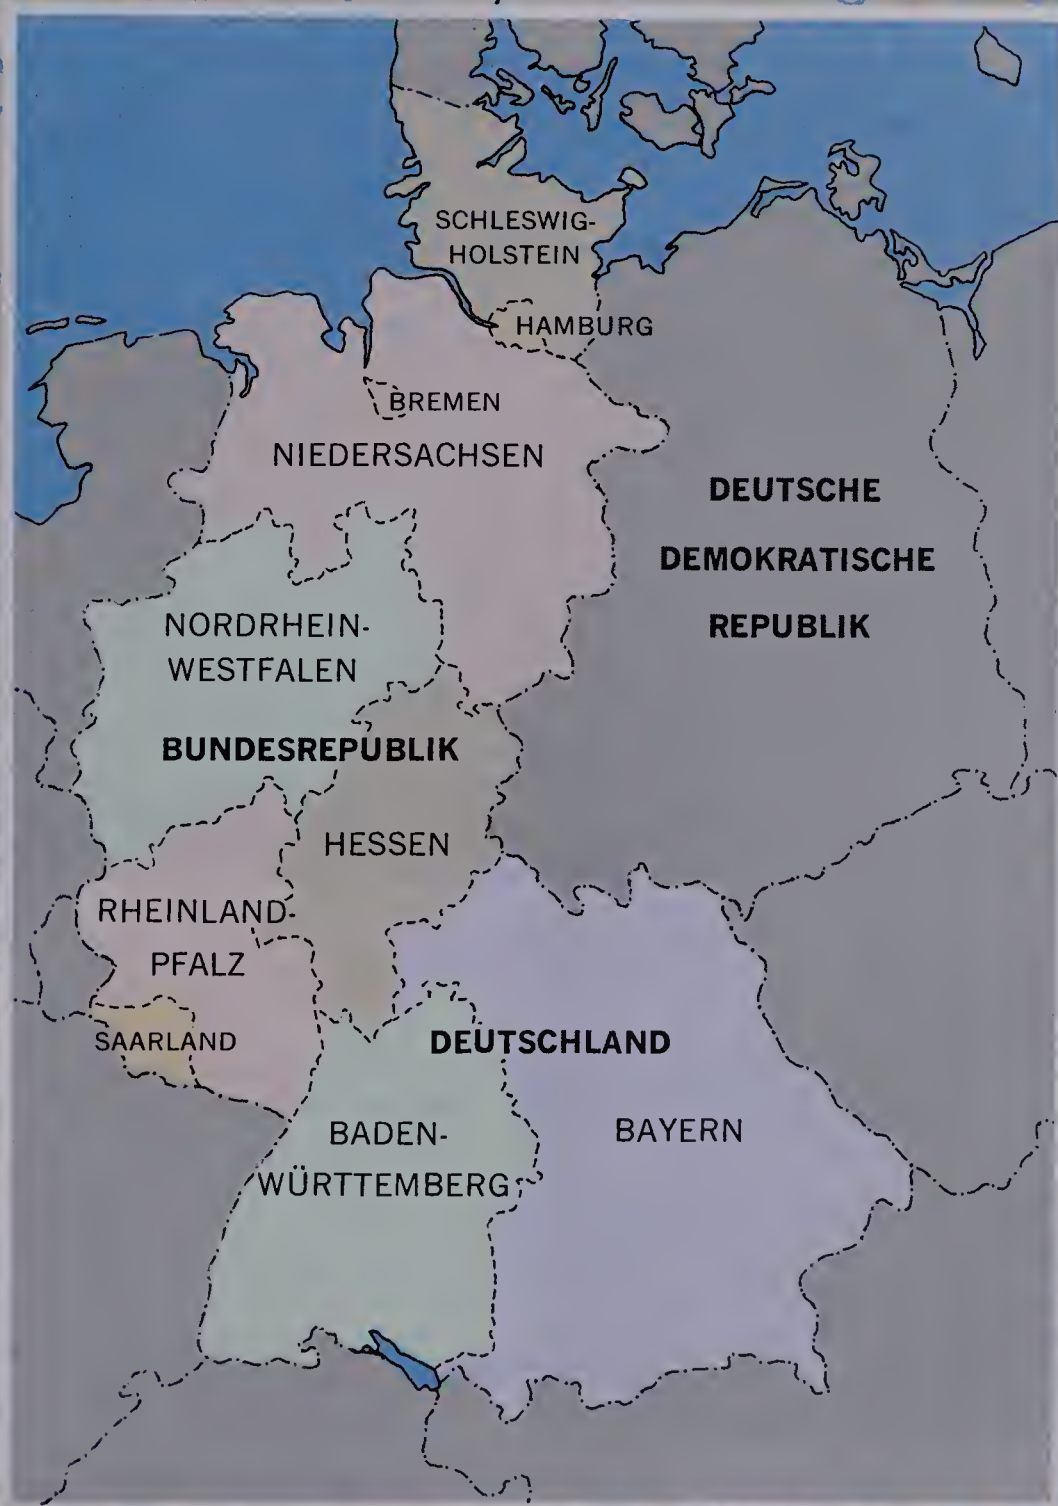 SCHLESWIG-
HOLSTEIN
HAMBURG
BREMEN
NIEDERSACHSEN
DEUTSCHE
DEMOKRATISCHE
REPUBLIK
NORDRHEIN-
WESTFALEN
BUNDESREPUBLIK
HESSEN
RHEINLAND-
PFALZ
SAARLAND
DEUTSCHLAND
BADEN-
WÜRTTEMBERG
BAYERN